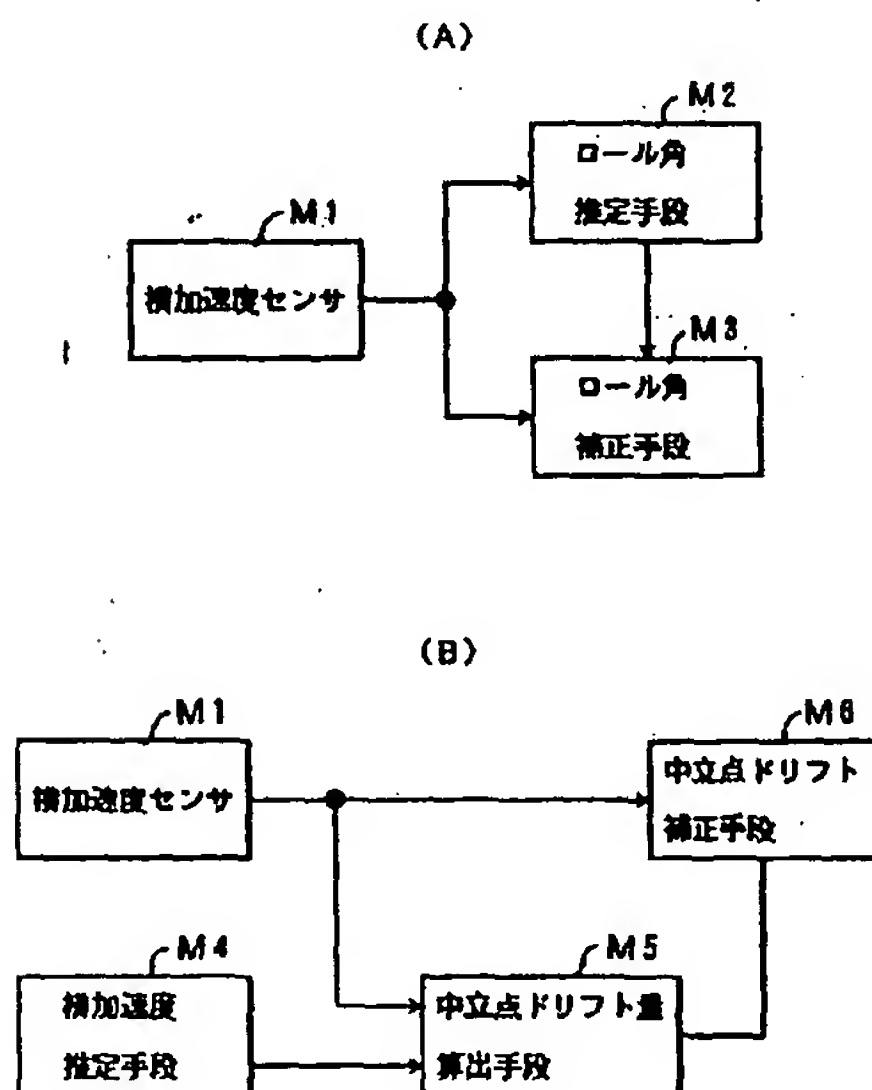 (A)
M2
ロール角
推定手段
M1
横加速度センサ
M3
ロール角
補正手段
(B)
M1
横加速度センサ
M6
中立点ドリフト
補正手段
M4
横加速度
推定手段
M5
中立点ドリフト量
算出手段